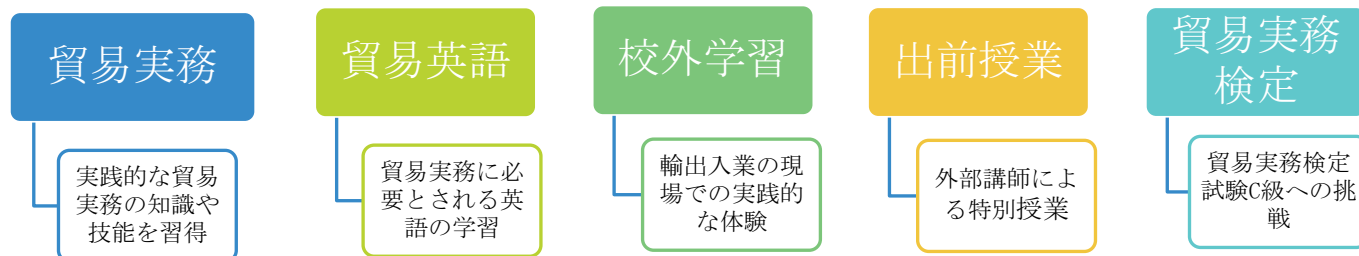 貿易実務
実践的な貿易
実務の知識や
技能を習得
貿易英語
貿易実務に必
要とされる英
語の学習
校外学習
輸出入業の現
場での実践的
な体験
出前授業
外部講師によ
る特別授業
貿易実務
検定
貿易実務検定
試験C級への挑
戦